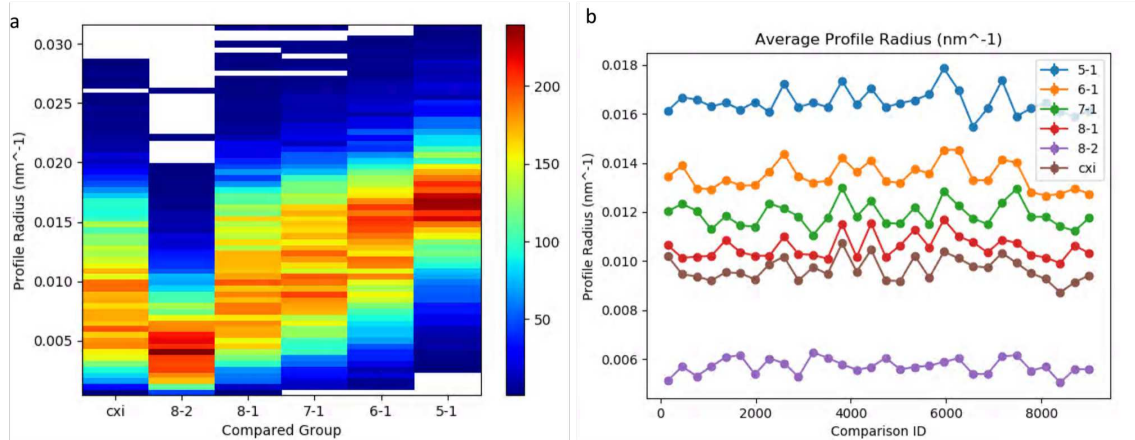 a
0.030
0.025
0.020
0.015
0.010
0.005
Profile Radius (nm^-1)
cxi 8-2 8-1 7-1 6-1 5-1
Compared Group
200
150
100
50
b
Average Profile Radius (nm^-1)
0.018
0.016
0.014
0.012
0.010
0.008
0.006
Profile Radius (nm^-1)
5-1
6-1
7-1
8-1
8-2
cxi
0 2000 4000 6000 8000
Comparison ID